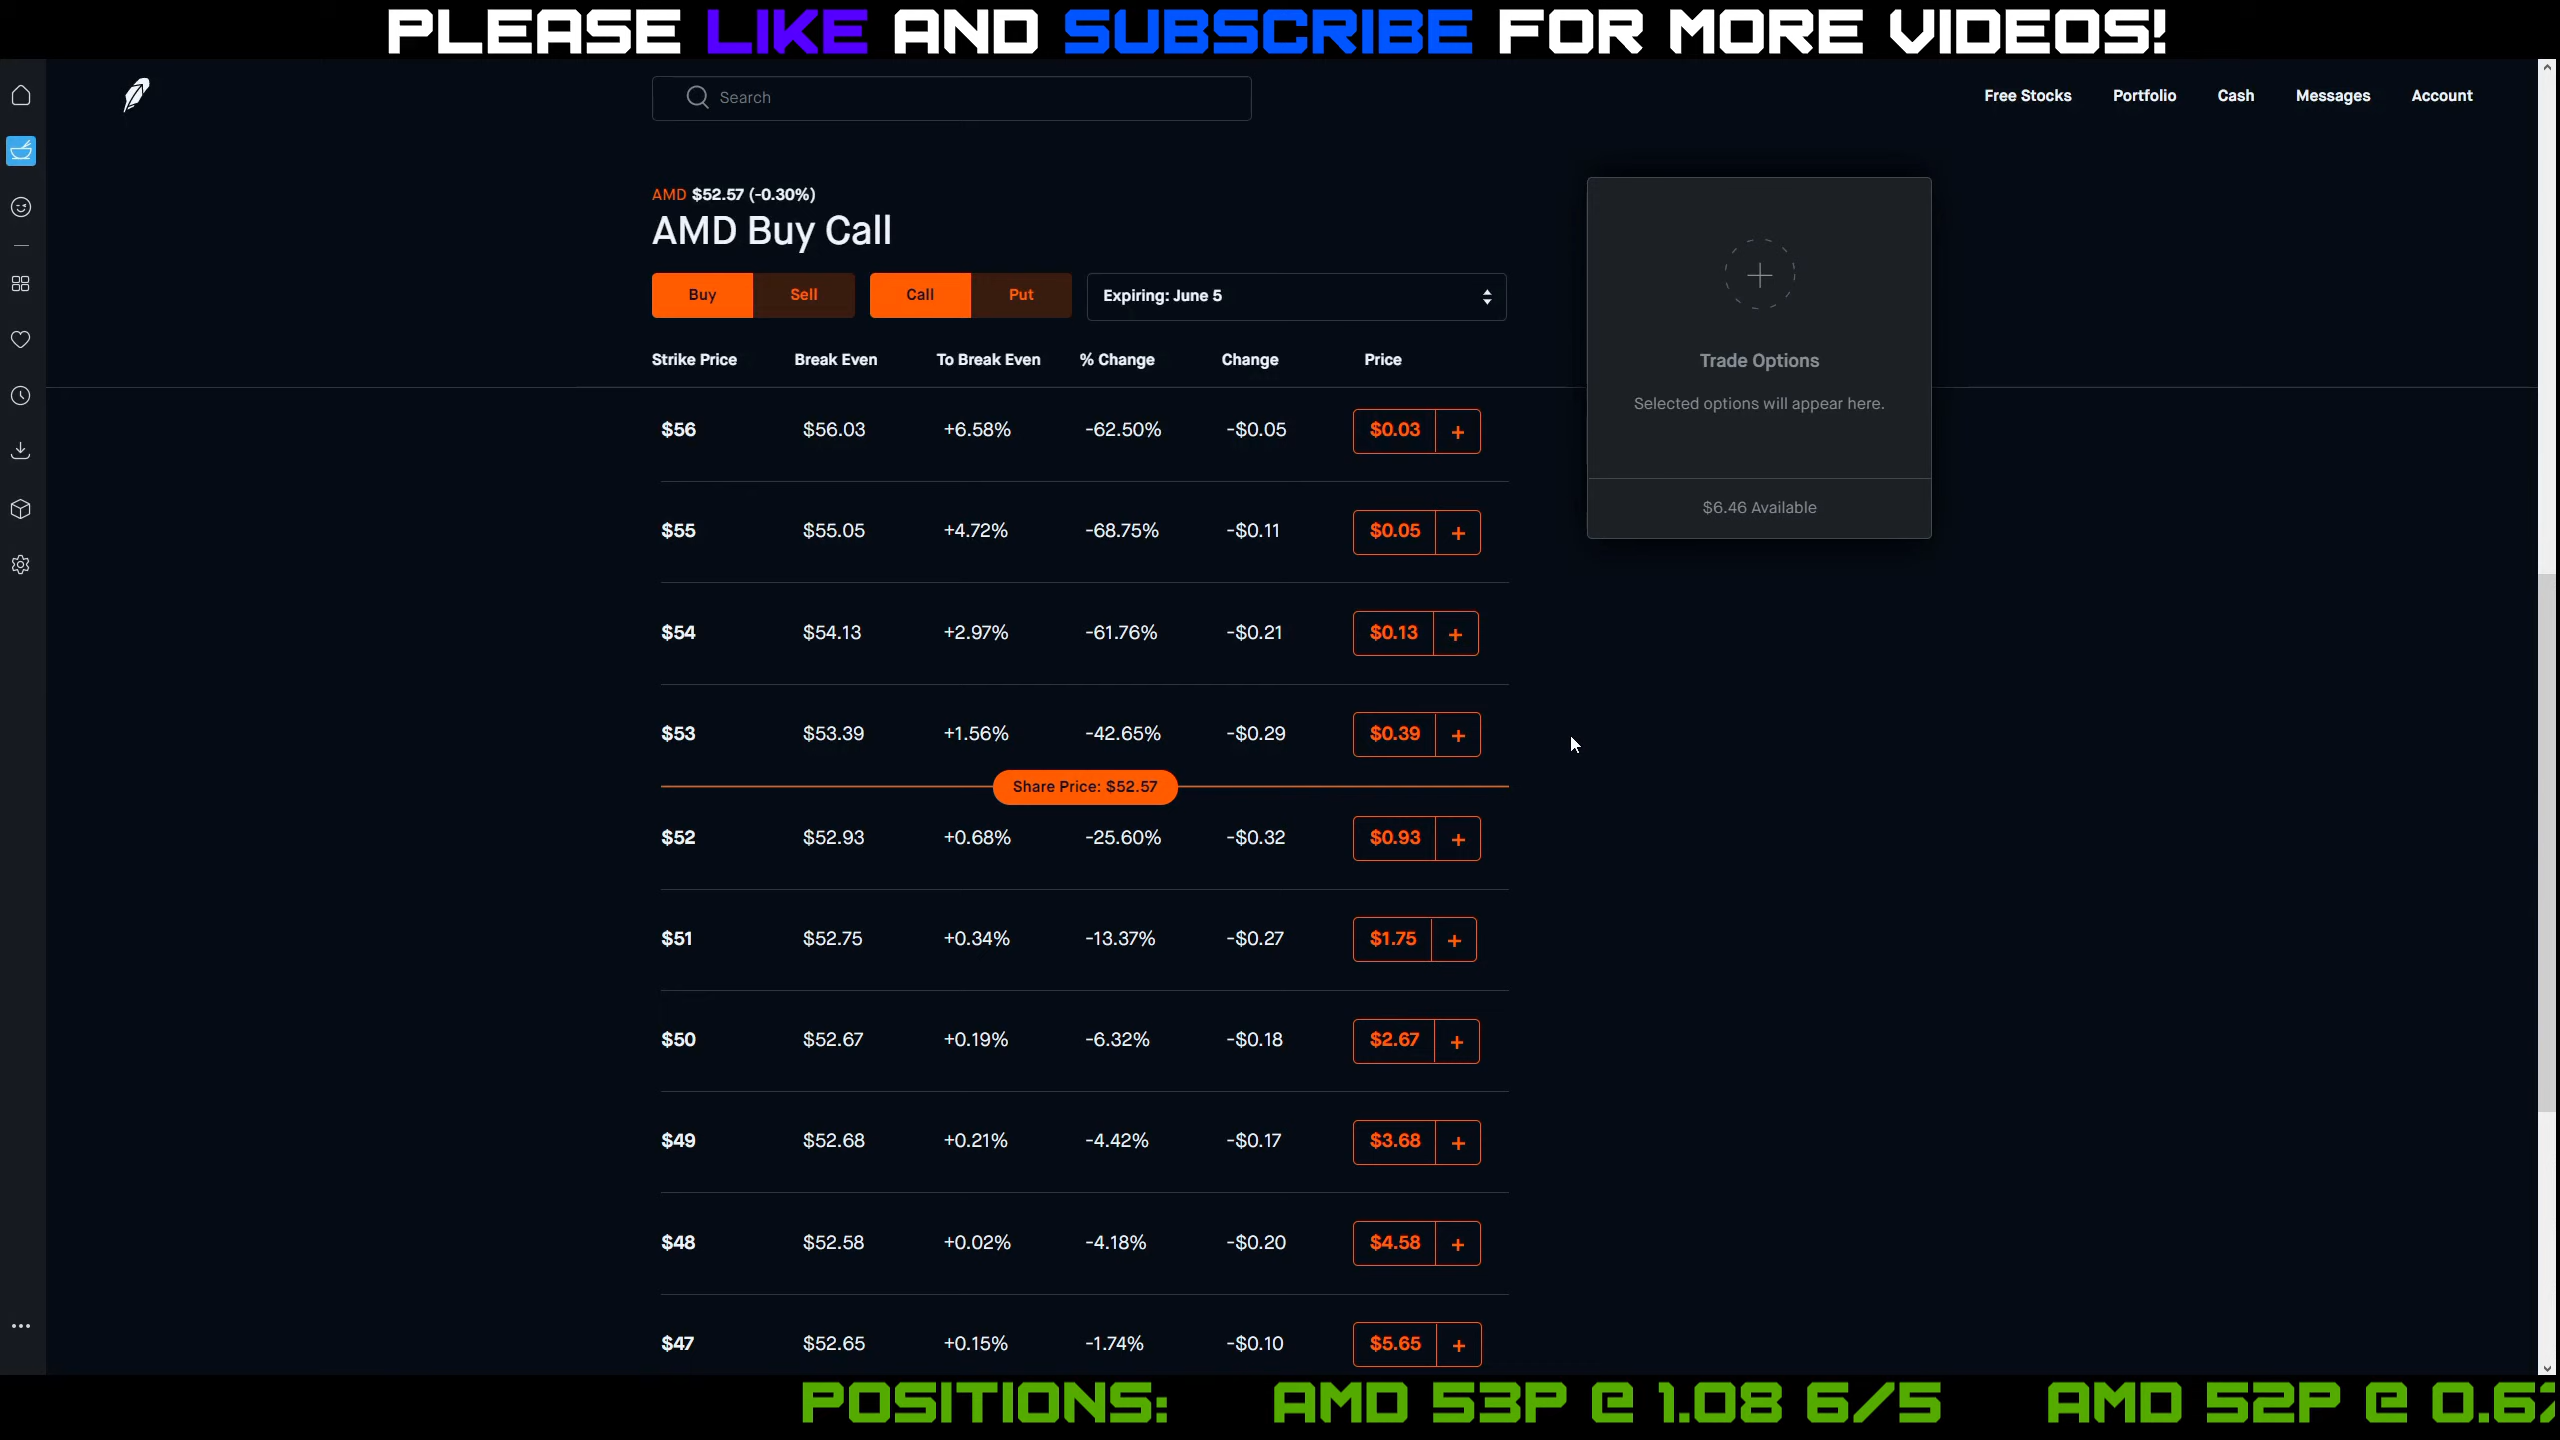 PLEASE LIKE AND SUBSCRIBE FOR MORE VIDEOS!
Search
Free Stocks Portfolio Cash Messages Account
AMD $52.57 (-0.30%)
AMD Buy Call
Buy Sell Call Put Expiring: June 5
Strike Price Break Even To Break Even % Change Change Price
$56 $56.03 +6.58% -62.50% -$0.05 $0.03 +
$55 $55.05 +4.72% -68.75% -$0.11 $0.05 +
$54 $54.13 +2.97% -61.76% -$0.21 $0.13 +
$53 $53.39 +1.56% -42.65% -$0.29 $0.39 +
Share Price: $52.57
$52 $52.93 +0.68% -25.60% -$0.32 $0.93 +
$51 $52.75 +0.34% -13.37% -$0.27 $1.75 +
$50 $52.67 +0.19% -6.32% -$0.18 $2.67 +
$49 $52.68 +0.21% -4.42% -$0.17 $3.68 +
$48 $52.58 +0.02% -4.18% -$0.20 $4.58 +
$47 $52.65 +0.15% -1.74% -$0.10 $5.65 +
Trade Options
Selected options will appear here.
$6.46 Available
POSITIONS: AMD 53P @ 1.08 6/5 AMD 52P @